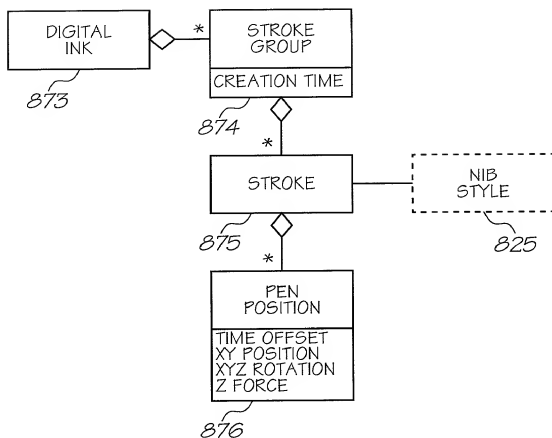 DIGITAL
INK
*
873
STROKE
GROUP
CREATION TIME
874
*
STROKE
875
NIB
STYLE
825
*
PEN
POSITION
TIME OFFSET
XY POSITION
XYZ ROTATION
Z FORCE
876